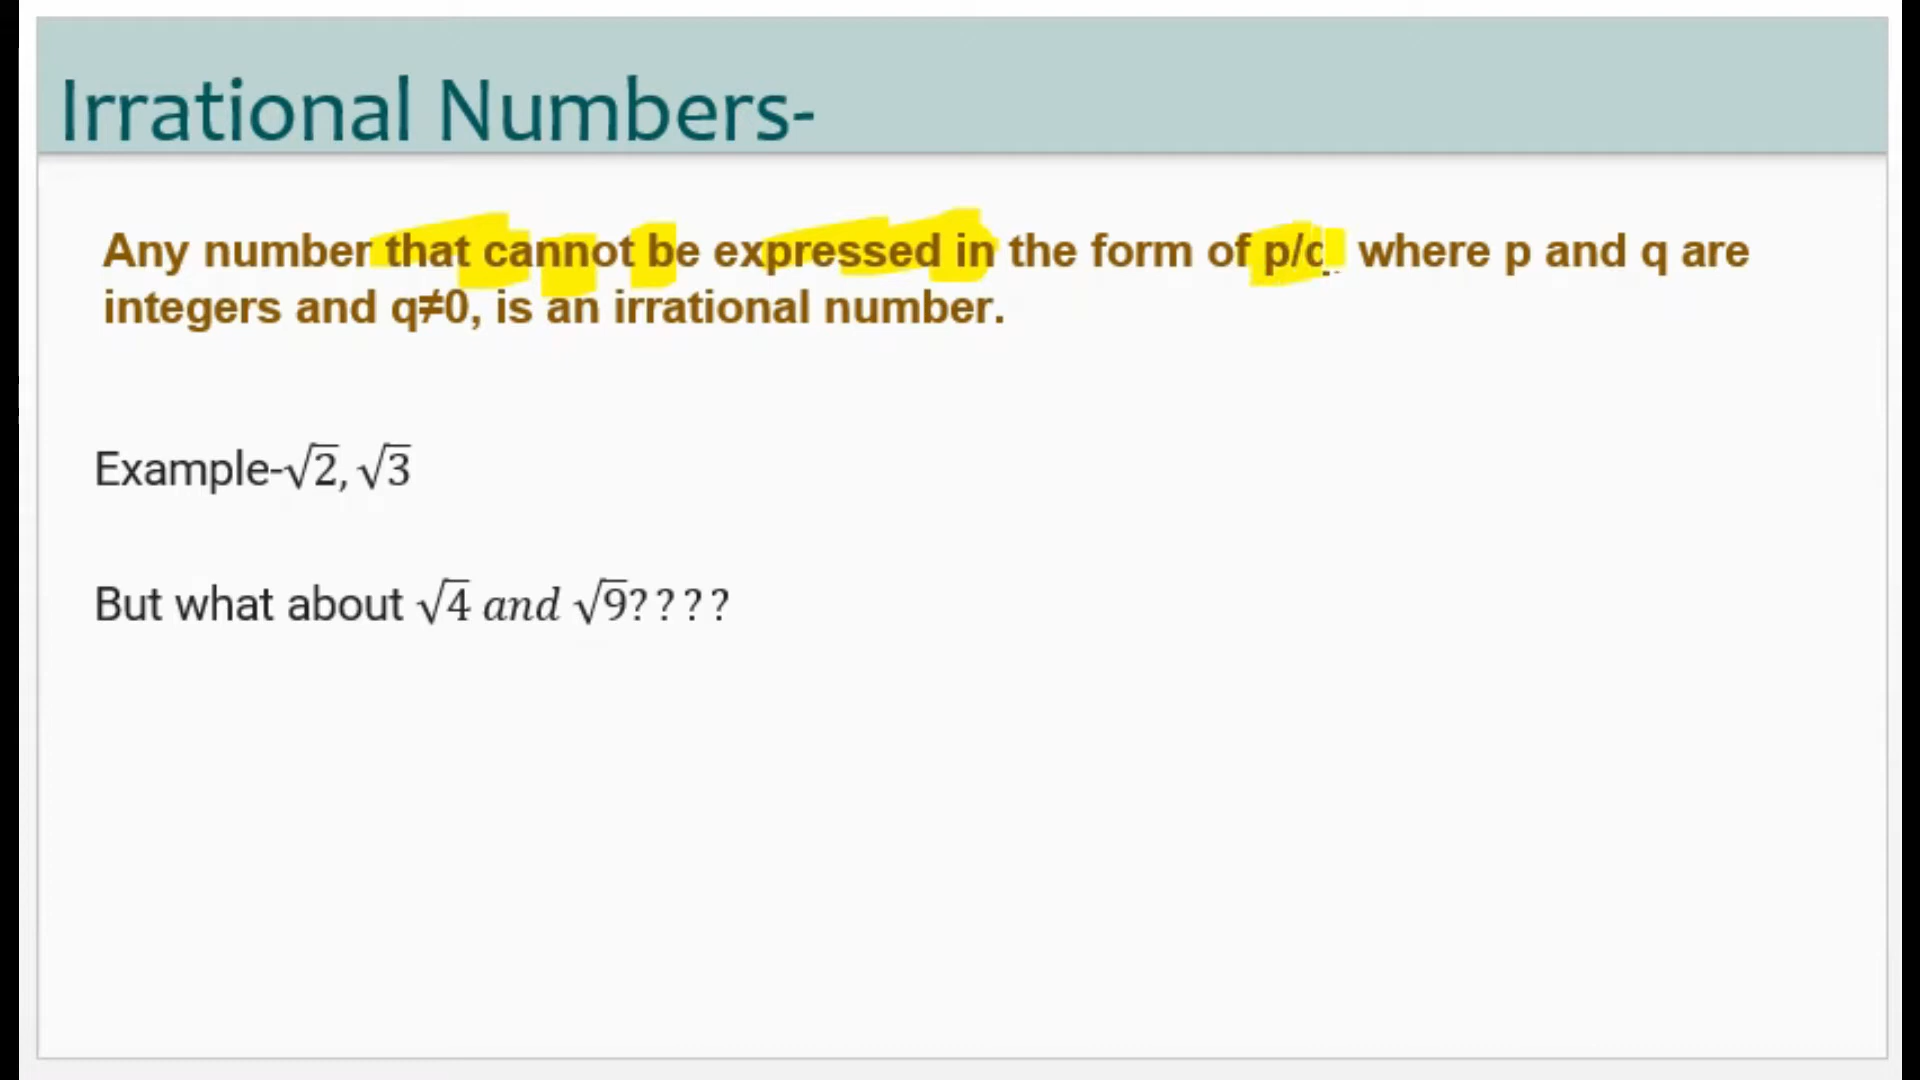 Irrational Numbers-
Any number that cannot be expressed in the form of p/q where p and q are
integers and q≠0, is an irrational number.
Example-√2, √3
But what about √4 and √9????